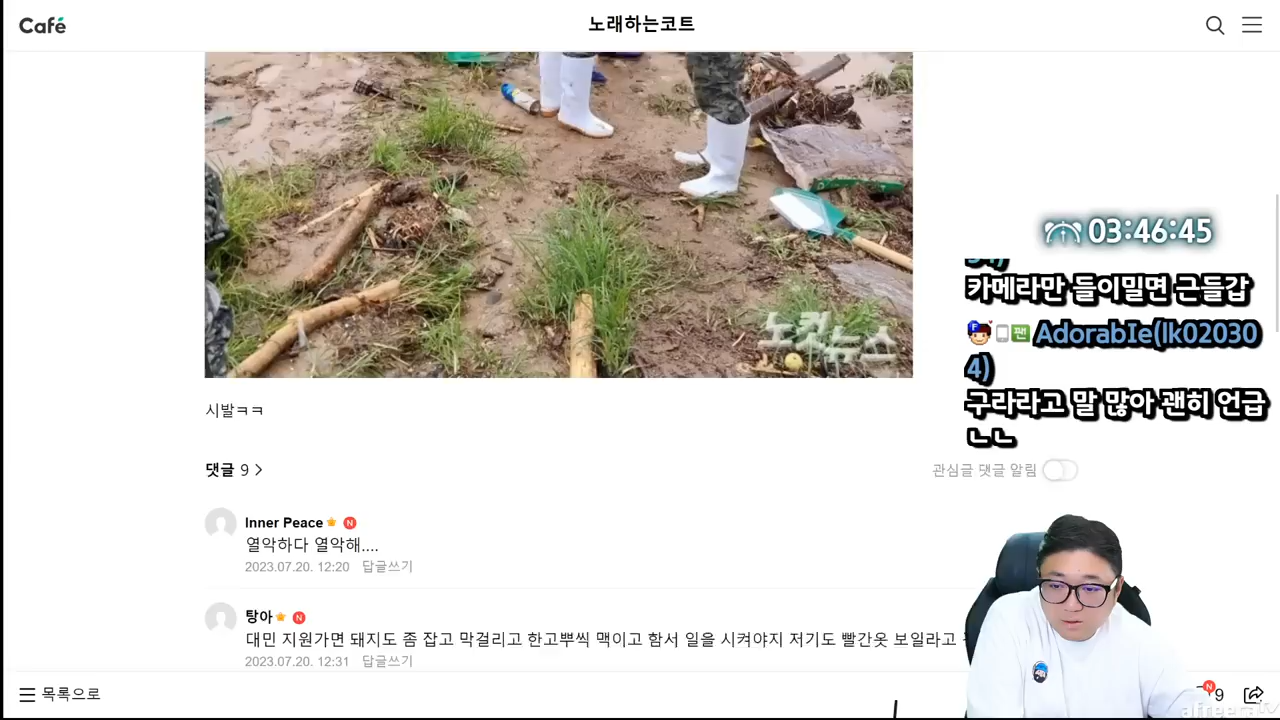 Café
노래하는코트
노컷
뉴스
03:46:45
카메라만 들이밀면 근들갑
팬 AdorabIe(lk02030
4)
구라라고 말 많아 괜히 언급
ㄴㄴ
시발ㅋㅋ
댓글 9 >
관심글 댓글 알림
Inner Peace N
열악하다 열악해....
2023.07.20. 12:20 답글쓰기
탕아 N
대민 지원가면 돼지도 좀 잡고 막걸리고 한고뿌씩 맥이고 함서 일을 시켜야지 저기도 빨간옷 보일라고
2023.07.20. 12:31 답글쓰기
목록으로
N 9
afreecaTV